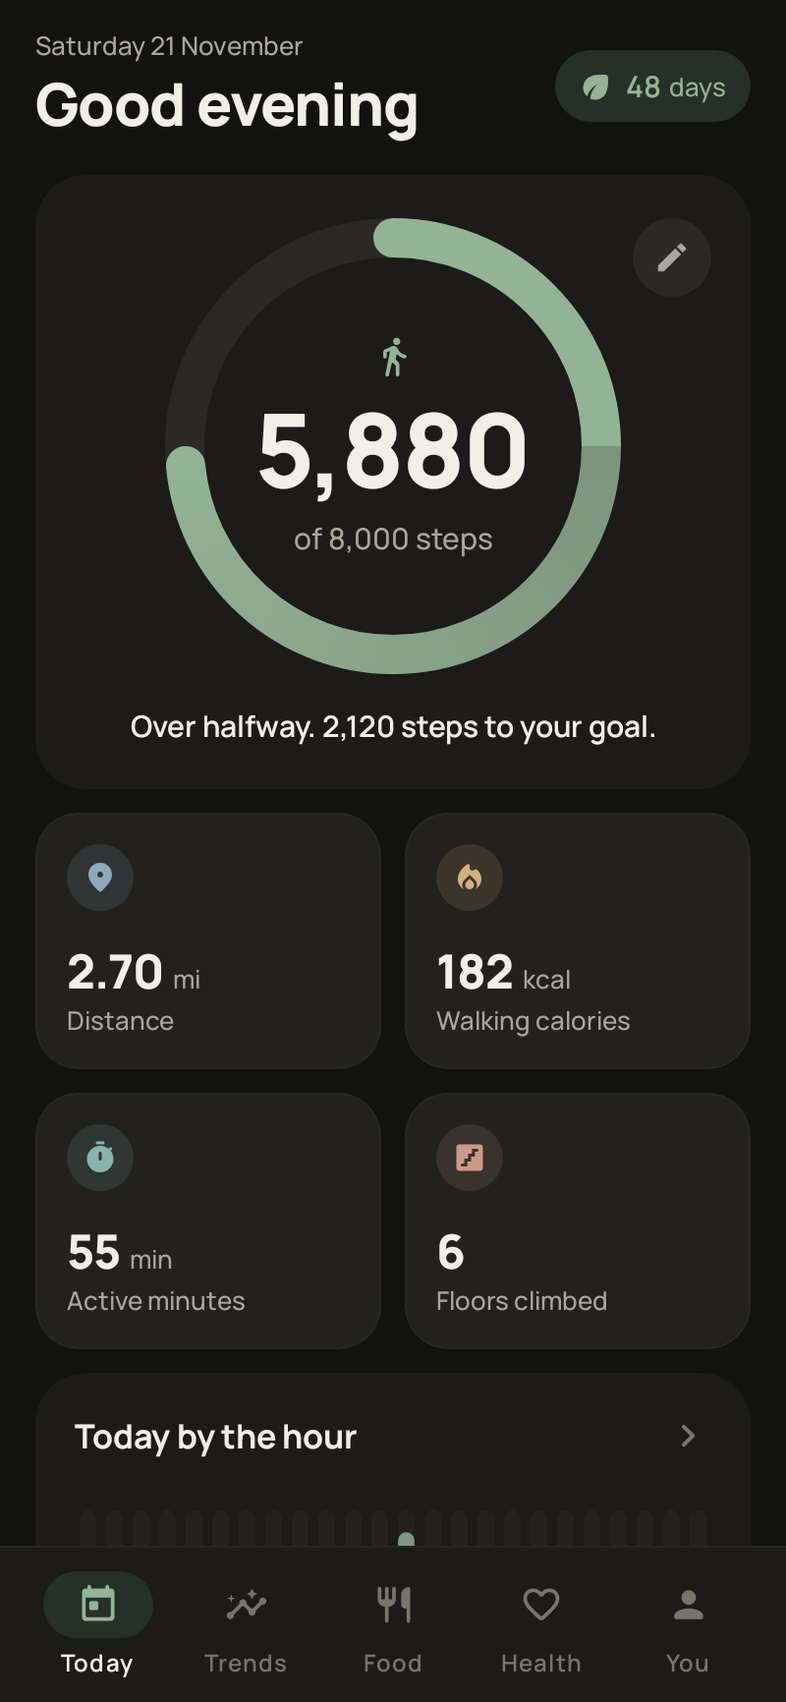 Saturday 21 November
Good evening
48 days
5,880
of 8,000 steps
Over halfway. 2,120 steps to your goal.
2.70 mi
Distance
182 kcal
Walking calories
55 min
Active minutes
6
Floors climbed
Today by the hour
Today
Trends
Food
Health
You